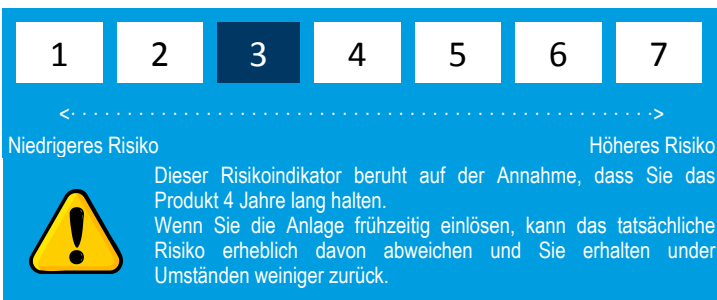 1 2 3 4 5 6 7
<· · · · · · · · · · · · · · · · · · · · · · · · · · · · · · · · · · · · · · · · · · · · · · · · · · · ·>
Niedrigeres Risiko Höheres Risiko
Dieser Risikoindikator beruht auf der Annahme, dass Sie das
Produkt 4 Jahre lang halten.
Wenn Sie die Anlage frühzeitig einlösen, kann das tatsächliche
Risiko erheblich davon abweichen und Sie erhalten under
Umständen weiniger zurück.